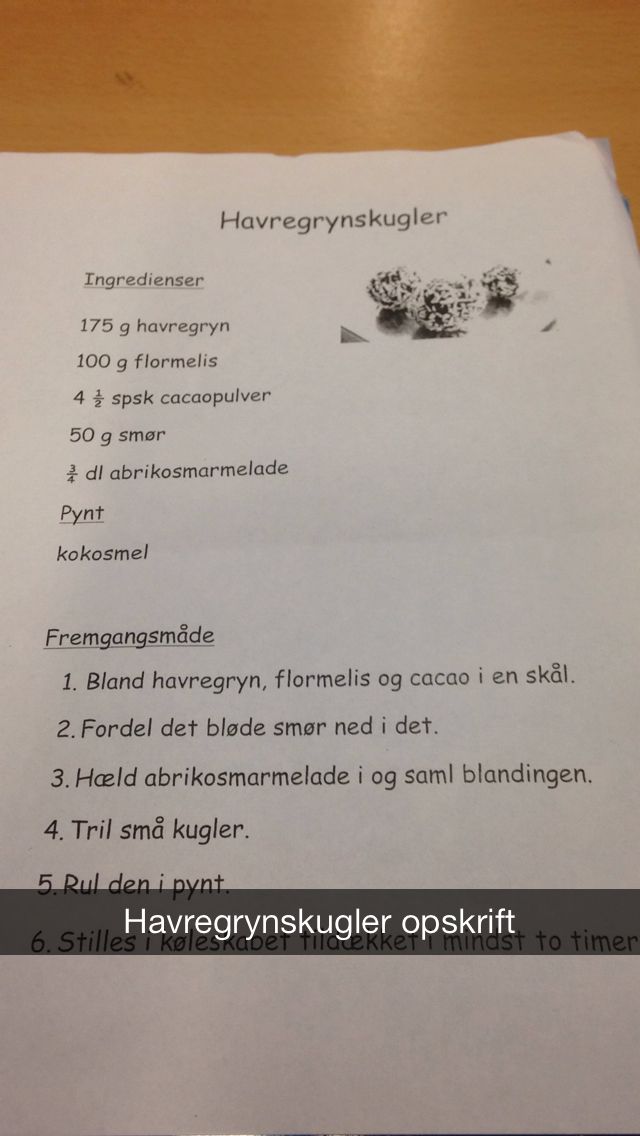 Havregrynskugler
Ingredienser
175 g havregryn
100 g flormelis
4 ½ spsk cacaopulver
50 g smør
¾ dl abrikosmarmelade
Pynt
kokosmel
Fremgangsmåde
1. Bland havregryn, flormelis og cacao i en skål.
2. Fordel det bløde smør ned i det.
3. Hæld abrikosmarmelade i og saml blandingen.
4. Tril små kugler.
5. Rul den i pynt.
Havregrynskugler opskrift
6. Stilles i køleskabet tildækket i mindst to timer